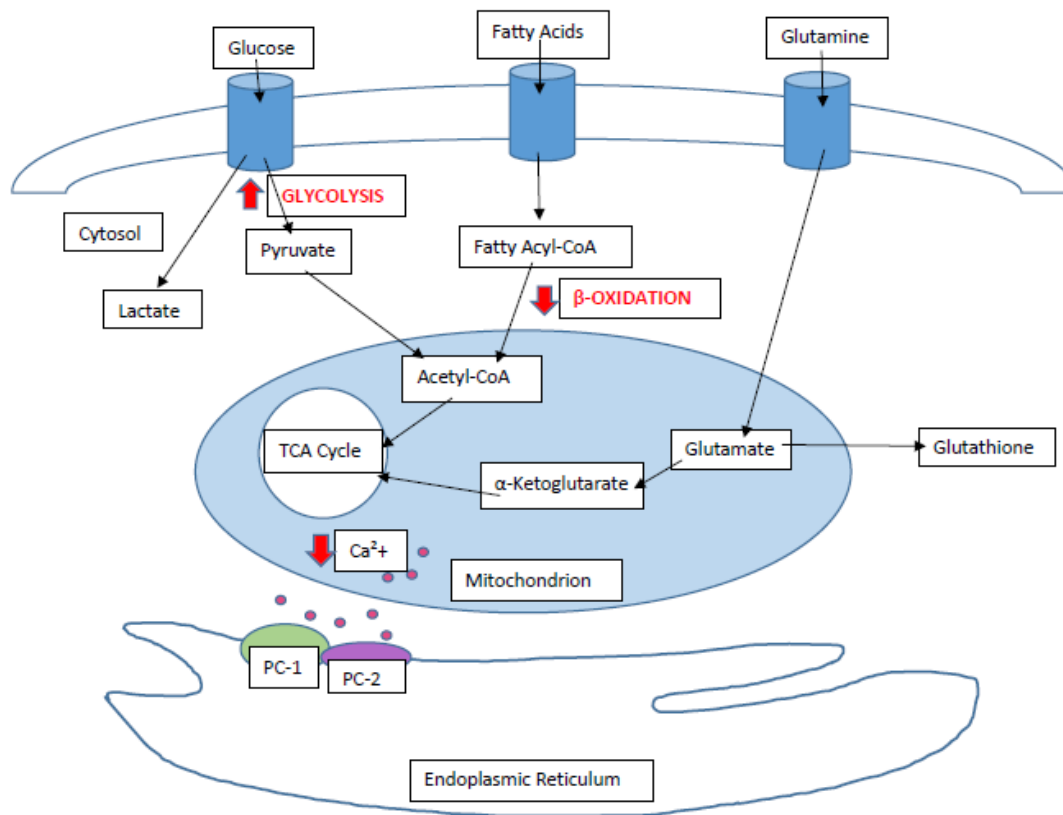 Glucose
Fatty Acids
Glutamine
GLYCOLYSIS
Cytosol
Pyruvate
Fatty Acyl-CoA
Lactate
β-OXIDATION
Acetyl-CoA
TCA Cycle
Glutamate
Glutathione
α-Ketoglutarate
Ca²+
Mitochondrion
PC-1
PC-2
Endoplasmic Reticulum